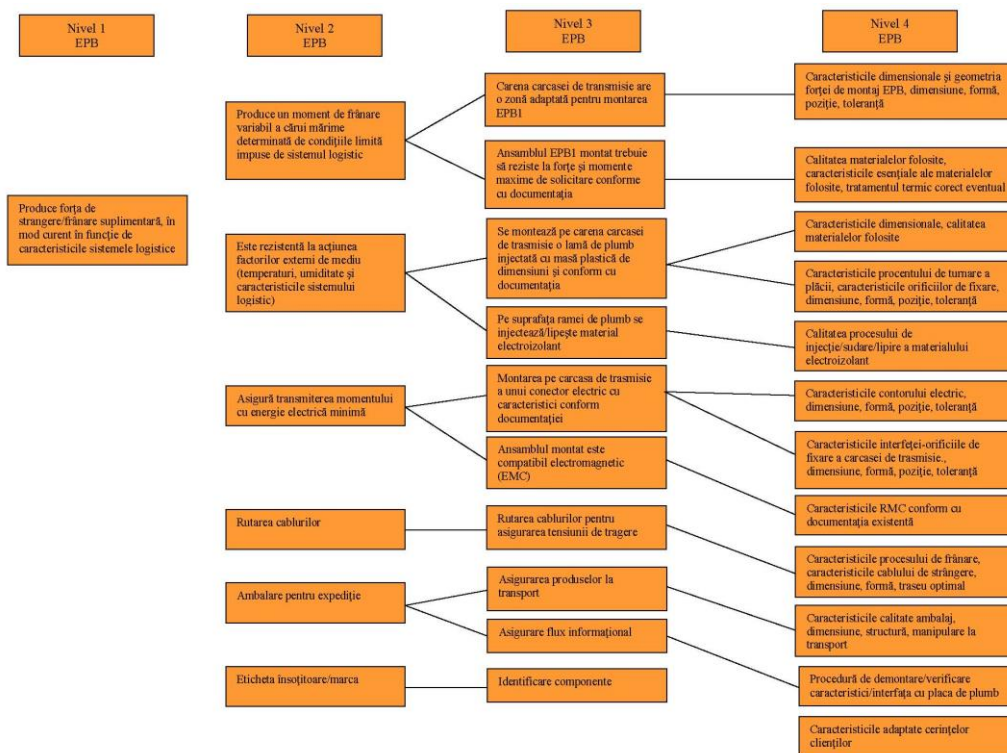 Nivel 1
EPB
Produce forța de
strangere/frânare suplimentară, în
mod curent în funcție de
caracteristicile sistemele logistice
Nivel 2
EPB
Produce un moment de frânare
variabil a cărui mărime
determinată de condițiile limită
impuse de sistemul logistic
Este rezistentă la acțiunea
factorilor externi de mediu
(temperaturi, umiditate și
caracteristicile sistemului
logistic)
Asigură transmiterea momentului
cu energie electrică minimă
Rutarea cablurilor
Ambalare pentru expediție
Eticheta însoțitoare/marca
Nivel 3
EPB
Carena carcasei de transmisie are
o zonă adaptată pentru montarea
EPB1
Ansamblul EPB1 montat trebuie
să reziste la forțe și momente
maxime de solicitare conforme
cu documentația
Se montează pe carena carcasei
de trasmisie o lamă de plumb
injectată cu masă plastică de
dimensiuni și conform cu
documentația
Pe suprafața ramei de plumb se
injectează/lipește material
electroizolant
Montarea pe carcasa de trasmisie
a unui conector electric cu
caracteristici conform
documentației
Ansamblul montat este
compatibil electromagnetic
(EMC)
Rutarea cablurilor pentru
asigurarea tensiunii de tragere
Asigurarea produselor la
transport
Asigurare flux informațional
Identificare componente
Nivel 4
EPB
Caracteristicile dimensionale și geometria
forței de montaj EPB, dimensiune, formă,
poziție, toleranță
Calitatea materialelor folosite,
caracteristicile esențiale ale materialelor
folosite, tratamentul termic corect eventual
Caracteristicile dimensionale, calitatea
materialelor folosite
Caracteristicile procentului de turnare a
plăcii, caracteristicile orificiilor de fixare,
dimensiune, formă, poziție, toleranță
Calitatea procesului de
injecție/sudare/lipire a materialului
electroizolant
Caracteristicile contorului electric,
dimensiune, formă, poziție, toleranță
Caracteristicile interfeței-orificiile de
fixare a carcasei de trasmisie., 
dimensiune, formă, poziție, toleranță
Caracteristicile RMC conform cu
documentația existentă
Caracteristicile procesului de frânare,
caracteristicile cablului de strângere,
dimensiune, formă, traseu optimal
Caracteristicile calitate ambalaj,
dimensiune, structură, manipulare la
transport
Procedură de demontare/verificare
characteristici/interfața cu placa de plumb
Caracteristicile adaptate cerințelor
clienților